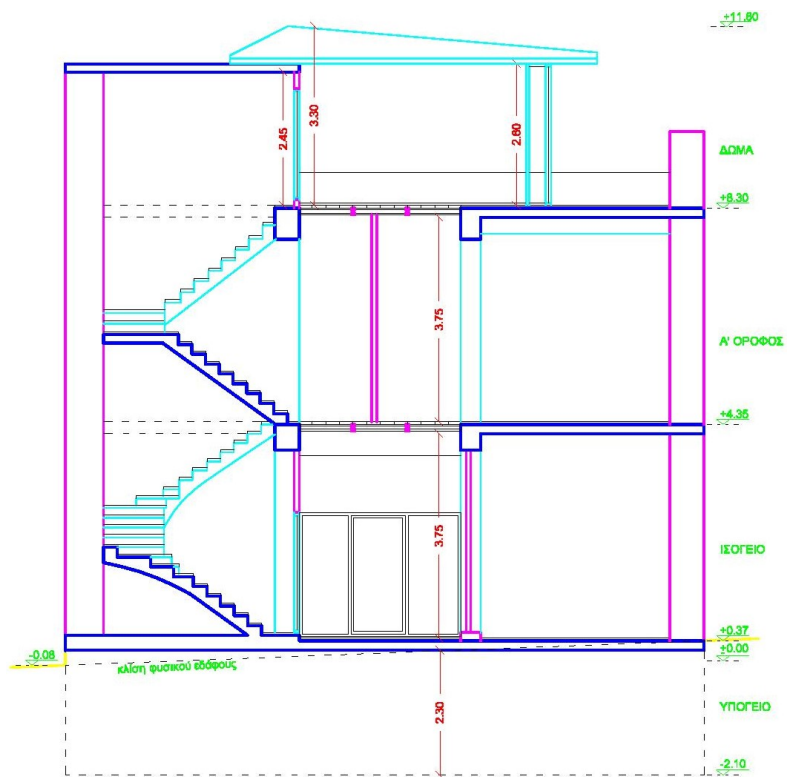 +11.80
3.30
2.45
2.60
ΔΩΜΑ
+8.30
3.75
Α' ΟΡΟΦΟΣ
+4.35
3.75
ΙΣΟΓΕΙΟ
+0.37
+0.00
-0.08
κλίση φυσικού εδάφους
2.30
ΥΠΟΓΕΙΟ
-2.10